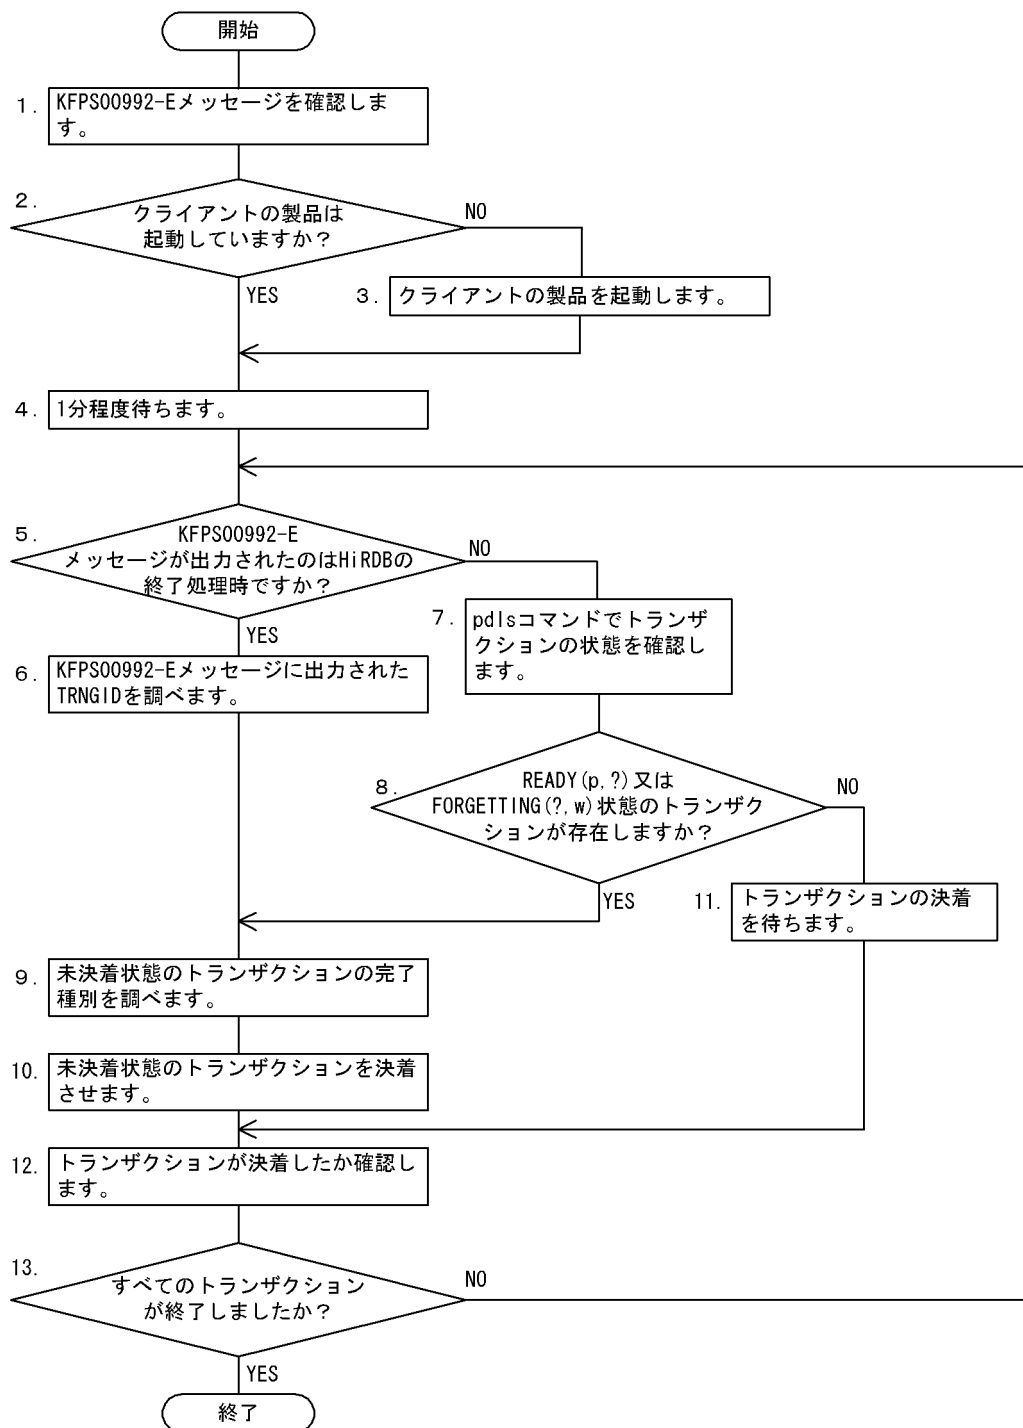 開始
1. KFPS00992-Eメッセージを確認しま
す。
2. クライアントの製品は
起動していますか？
NO
YES
3. クライアントの製品を起動します。
4. 1分程度待ちます。
5. KFPS00992-E
メッセージが出力されたのはHiRDBの
終了処理時ですか？
NO
YES
6. KFPS00992-Eメッセージに出力された
TRNGIDを調べます。
7. pdlsコマンドでトランザ
クションの状態を確認し
ます。
8. READY(p,?)又は
FORGETTING(?,w)状態のトランザク
ションが存在しますか？
NO
YES
9. 未決着状態のトランザクションの完了
種別を調べます。
10. 未決着状態のトランザクションを決着
させます。
11. トランザクションの決着
を待ちます。
12. トランザクションが決着したか確認し
ます。
13. すべてのトランザクション
が終了しましたか？
NO
YES
終了